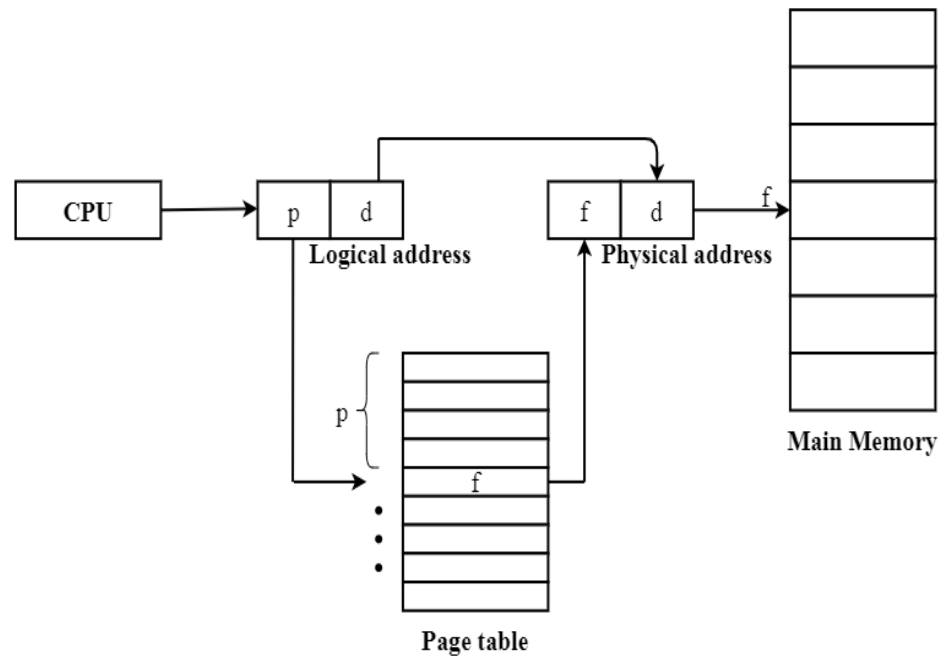 CPU
p
d
Logical address
f
d
Physical address
f
Main Memory
p
f
Page table